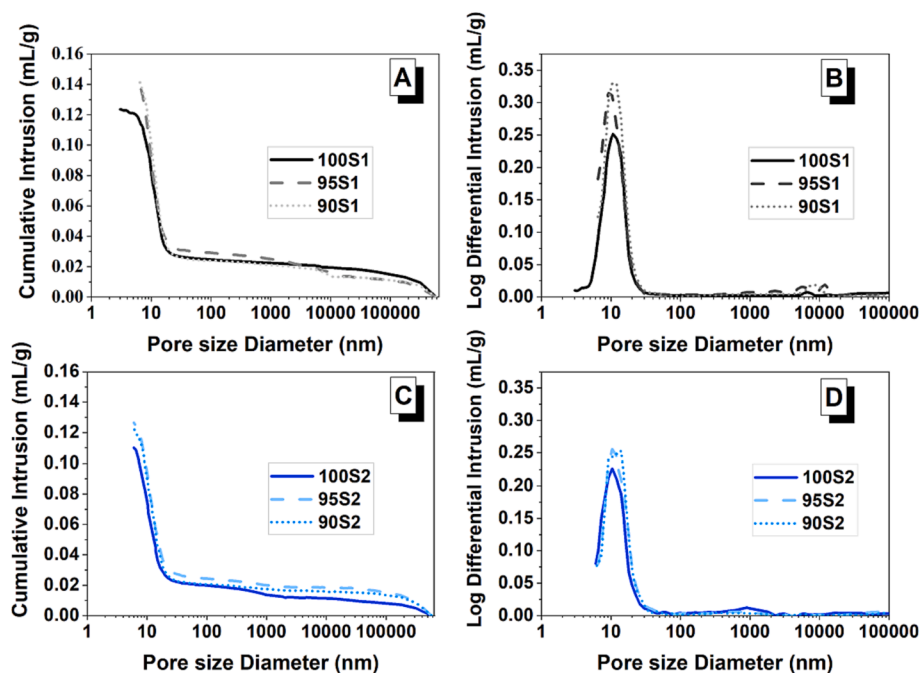 A
Cumulative Intrusion (mL/g)
0.16
0.14
0.12
0.10
0.08
0.06
0.04
0.02
0.00
100S1
95S1
90S1
1 10 100 1000 10000 100000
Pore size Diameter (nm)
B
Log Differential Intrusion (mL/g)
0.35
0.30
0.25
0.20
0.15
0.10
0.05
0.00
100S1
95S1
90S1
1 10 100 1000 10000 100000
Pore size Diameter (nm)
C
Cumulative Intrusion (mL/g)
0.16
0.14
0.12
0.10
0.08
0.06
0.04
0.02
0.00
100S2
95S2
90S2
1 10 100 1000 10000 100000
Pore size Diameter (nm)
D
Log Differential Intrusion (mL/g)
0.35
0.30
0.25
0.20
0.15
0.10
0.05
0.00
100S2
95S2
90S2
1 10 100 1000 10000 100000
Pore size Diameter (nm)